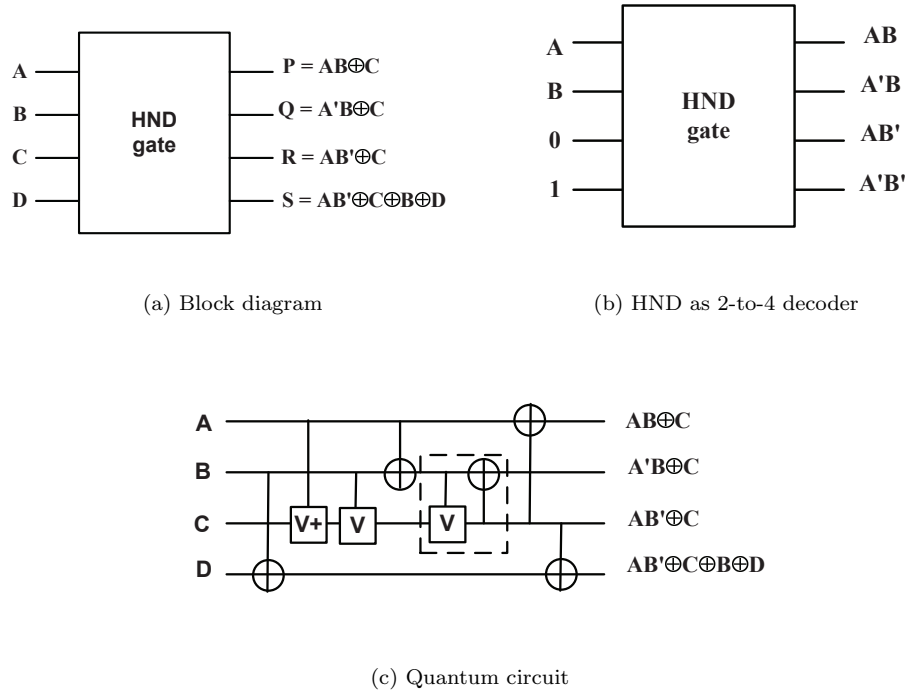 A
B
C
D
HND
gate
P = AB⊕C
Q = A'B⊕C
R = AB'⊕C
S = AB'⊕C⊕B⊕D
(a) Block diagram
A
B
0
1
HND
gate
AB
A'B
AB'
A'B'
(b) HND as 2-to-4 decoder
A
B
C
D
V+
V
V
AB⊕C
A'B⊕C
AB'⊕C
AB'⊕C⊕B⊕D
(c) Quantum circuit